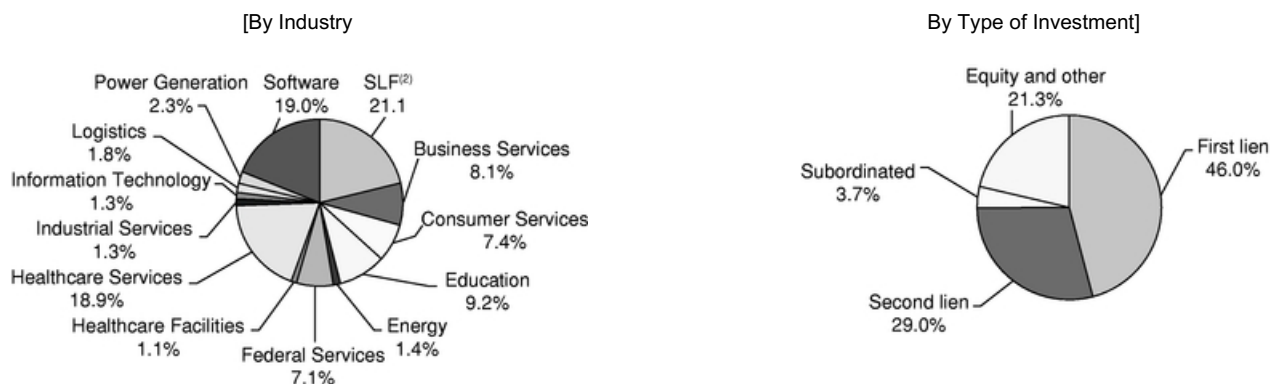 [By Industry
By Type of Investment]
Power Generation
2.3%
Software
19.0%
SLF(2)
21.1
Logistics
1.8%
Business Services
8.1%
Information Technology
1.3%
Consumer Services
7.4%
Industrial Services
1.3%
Education
9.2%
Healthcare Services
18.9%
Energy
1.4%
Healthcare Facilities
1.1%
Federal Services
7.1%
Equity and other
21.3%
First lien
46.0%
Subordinated
3.7%
Second lien
29.0%